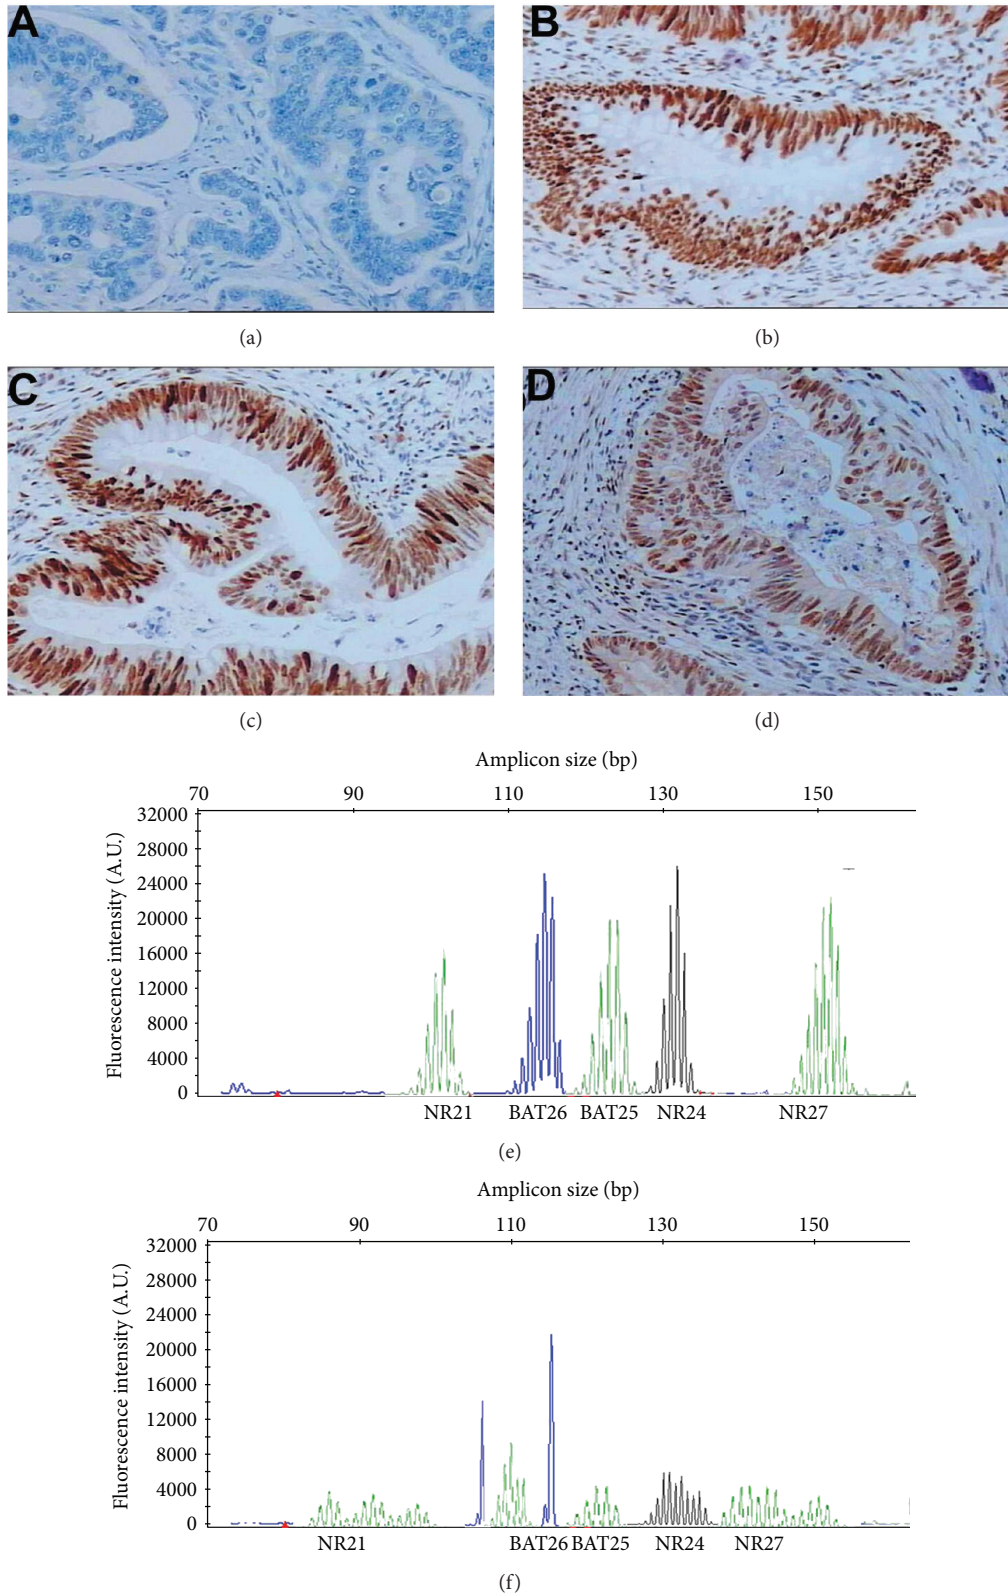 A
B
(a)
(b)
C
D
(c)
(d)
Amplicon size (bp)
70 90 110 130 150
Fluorescence intensity (A.U.)
32000
28000
24000
20000
16000
12000
8000
4000
0
NR21 BAT26 BAT25 NR24 NR27
(e)
Amplicon size (bp)
70 90 110 130 150
Fluorescence intensity (A.U.)
32000
28000
24000
20000
16000
12000
8000
4000
0
NR21 BAT26 BAT25 NR24 NR27
(f)